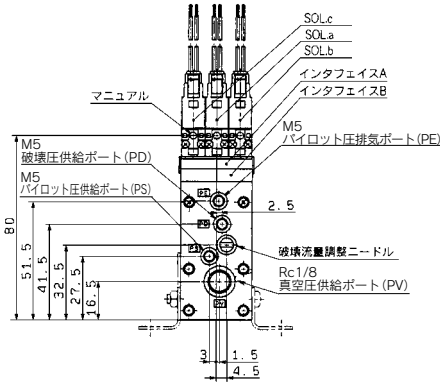 SOL.c
SOL.a
SOL.b
インタフェイスA
インタフェイスB
マニュアル
M5
パイロット圧排気ポート(PE)
M5
破壊圧供給ポート(PD)
M5
パイロット圧供給ポート(PS)
PE
2.5
PD
PS
破壊流量調整ニードル
Rc1/8
真空圧供給ポート(PV)
PV
80
51.5
41.5
32.5
27.5
16.5
3
1.5
4.5